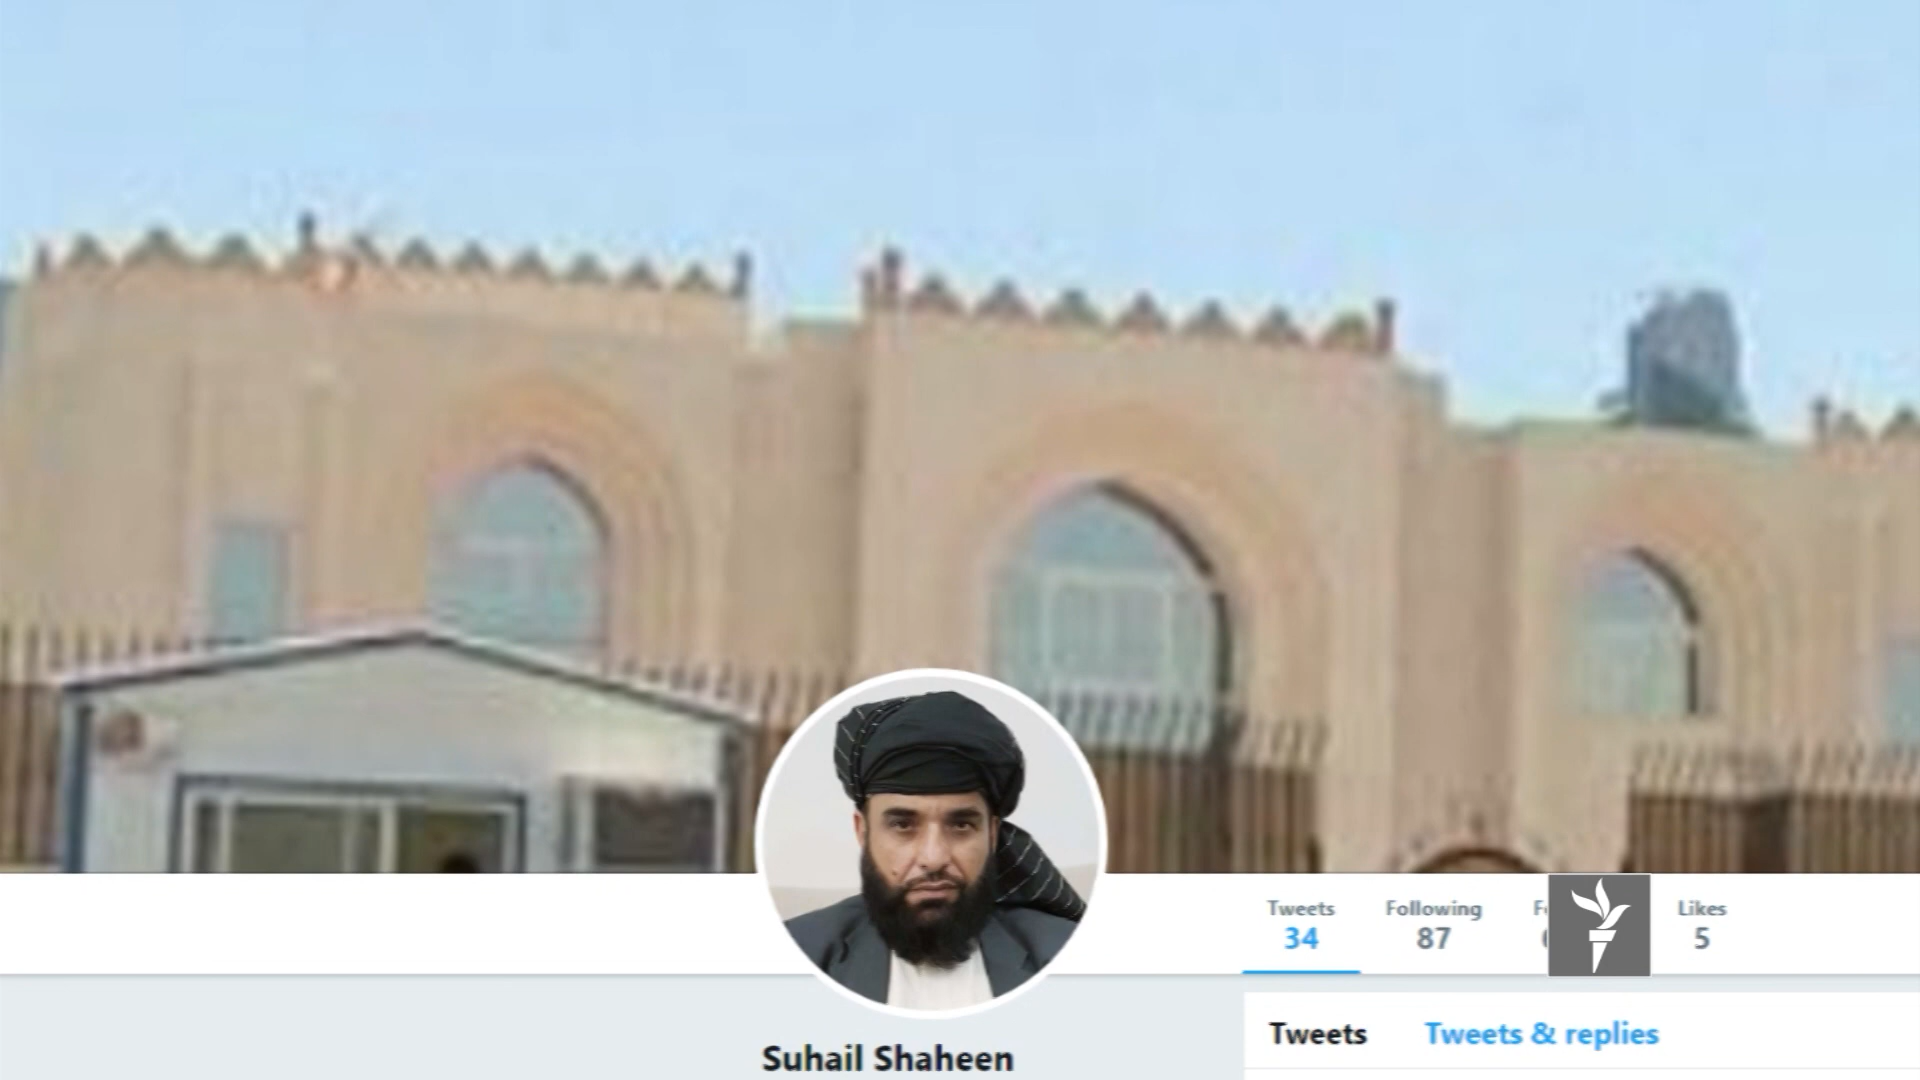 Tweets Following Likes
34 87 5
Tweets Tweets & replies
Suhail Shaheen